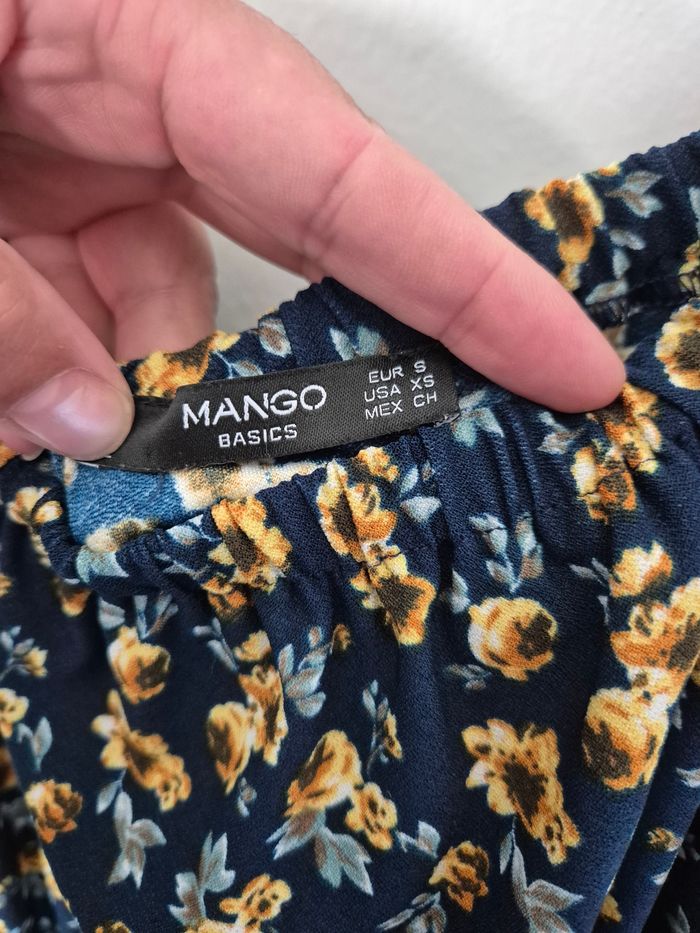 MANGO
BASICS
EUR S
USA XS
MEX CH